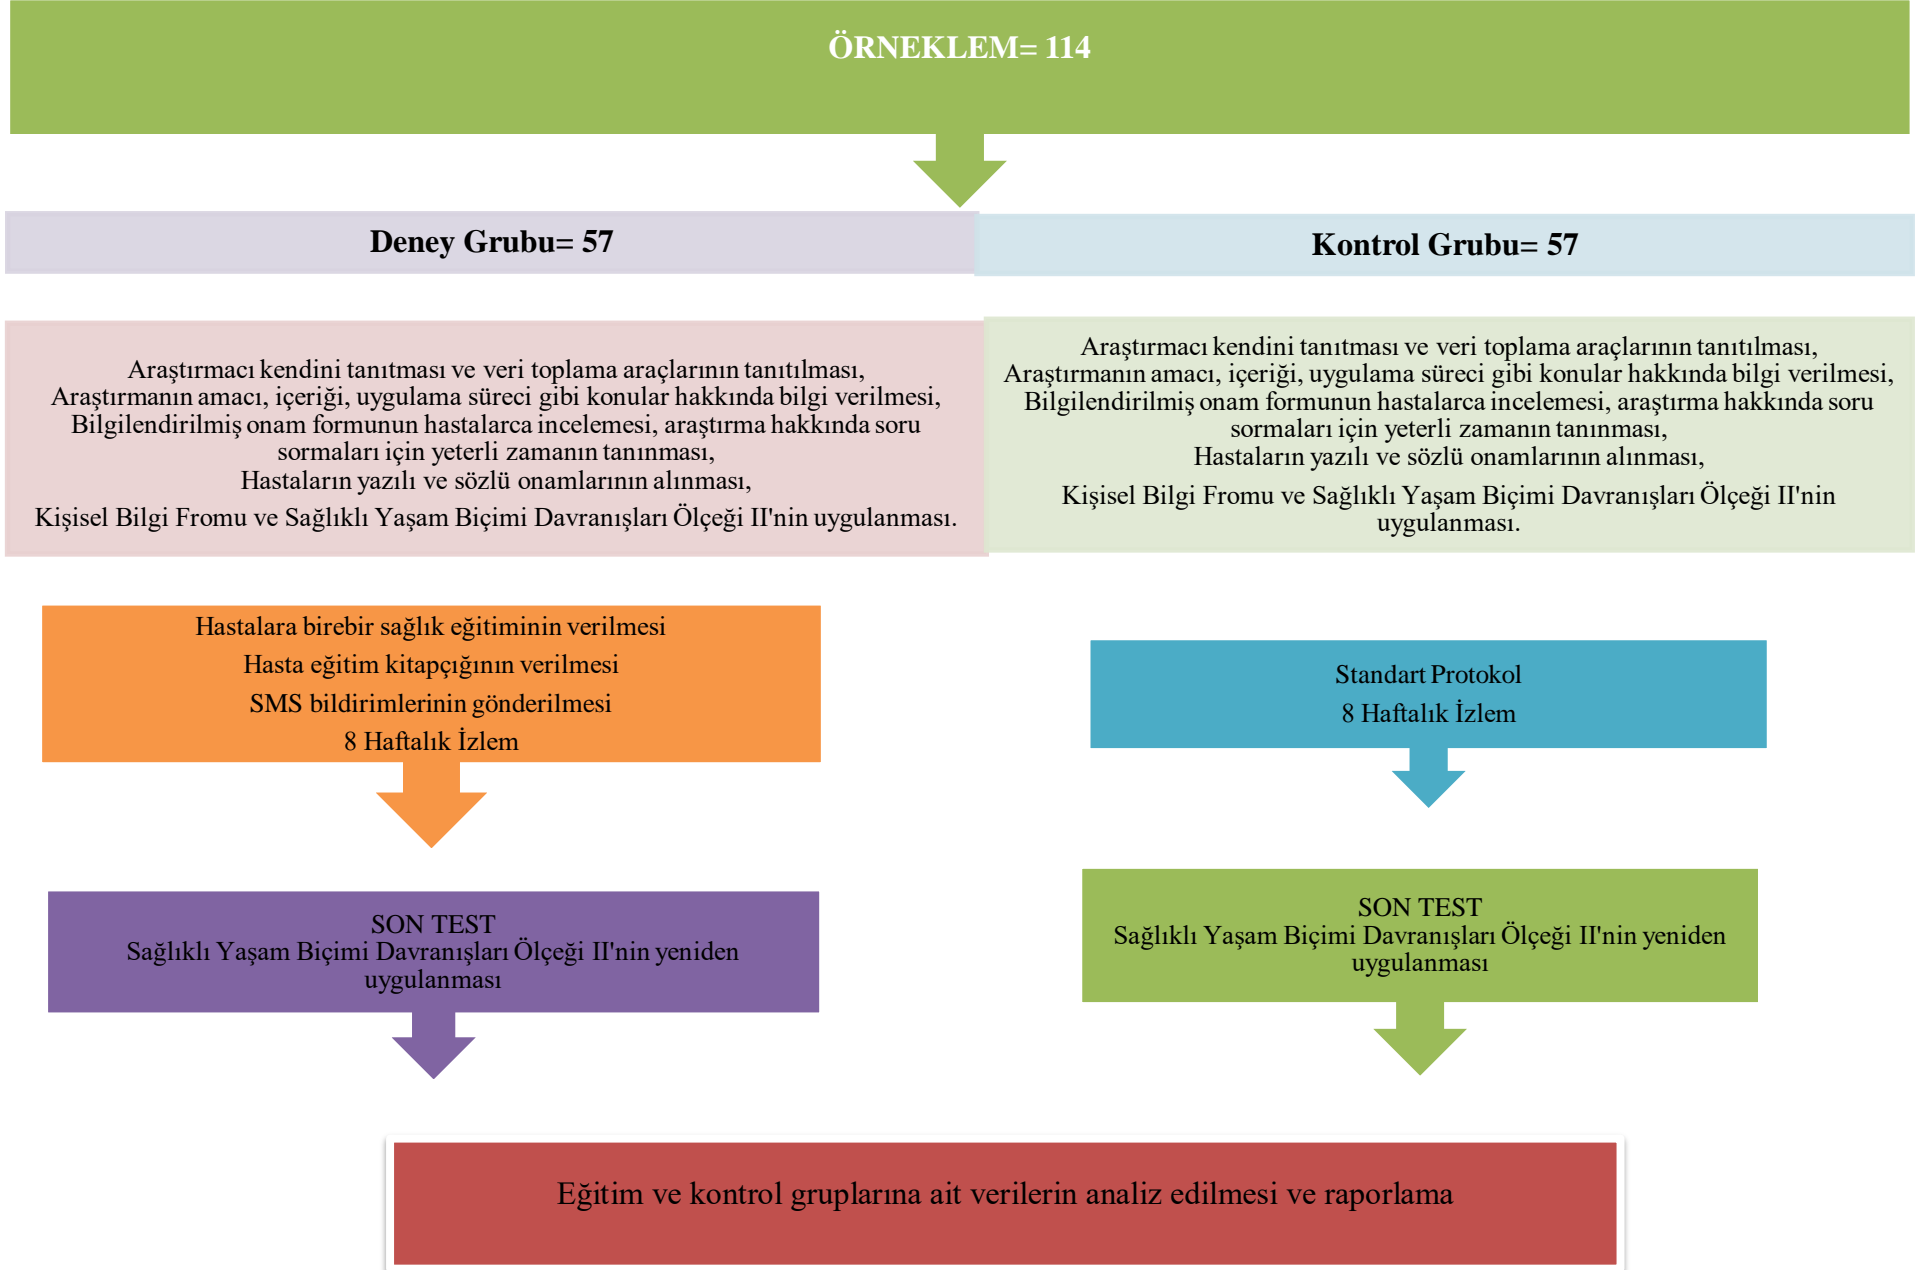 ÖRNEKLEM= 114
Deney Grubu= 57
Kontrol Grubu= 57
Araştırmacı kendini tanıtması ve veri toplama araçlarının tanıtılması,
Araştırmanın amacı, içeriği, uygulama süreci gibi konular hakkında bilgi verilmesi,
Bilgilendirilmiş onam formunun hastalarca incelemesi, araştırma hakkında soru
sormaları için yeterli zamanın tanınması,
Hastaların yazılı ve sözlü onamlarının alınması,
Kişisel Bilgi Fromu ve Sağlıklı Yaşam Biçimi Davranışları Ölçeği II'nin uygulanması.
Araştırmacı kendini tanıtması ve veri toplama araçlarının tanıtılması,
Araştırmanın amacı, içeriği, uygulama süreci gibi konular hakkında bilgi verilmesi,
Bilgilendirilmiş onam formunun hastalarca incelemesi, araştırma hakkında soru
sormaları için yeterli zamanın tanınması,
Hastaların yazılı ve sözlü onamlarının alınması,
Kişisel Bilgi Fromu ve Sağlıklı Yaşam Biçimi Davranışları Ölçeği II'nin
uygulanması.
Hastalara birebir sağlık eğitiminin verilmesi
Hasta eğitim kitapçığının verilmesi
SMS bildirimlerinin gönderilmesi
8 Haftalık İzlem
Standart Protokol
8 Haftalık İzlem
SON TEST
Sağlıklı Yaşam Biçimi Davranışları Ölçeği II'nin yeniden
uygulanması
SON TEST
Sağlıklı Yaşam Biçimi Davranışları Ölçeği II'nin yeniden
uygulanması
Eğitim ve kontrol gruplarına ait verilerin analiz edilmesi ve raporlama